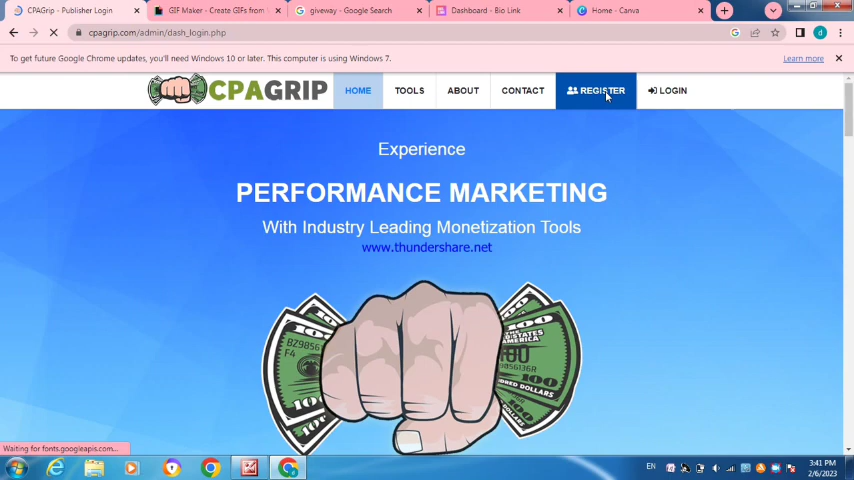 CPAGrip - Publisher Login
GIF Maker - Create GIFs from
giveway - Google Search
Dashboard - Bio Link
Home - Canva
cpagrip.com/admin/dash_login.php
To get future Google Chrome updates, you'll need Windows 10 or later. This computer is using Windows 7.
Learn more
CPAGRIP
HOME
TOOLS
ABOUT
CONTACT
REGISTER
LOGIN
Experience
PERFORMANCE MARKETING
With Industry Leading Monetization Tools
www.thundershare.net
Waiting for fonts.googleapis.com...
EN
3:41 PM
2/6/2023